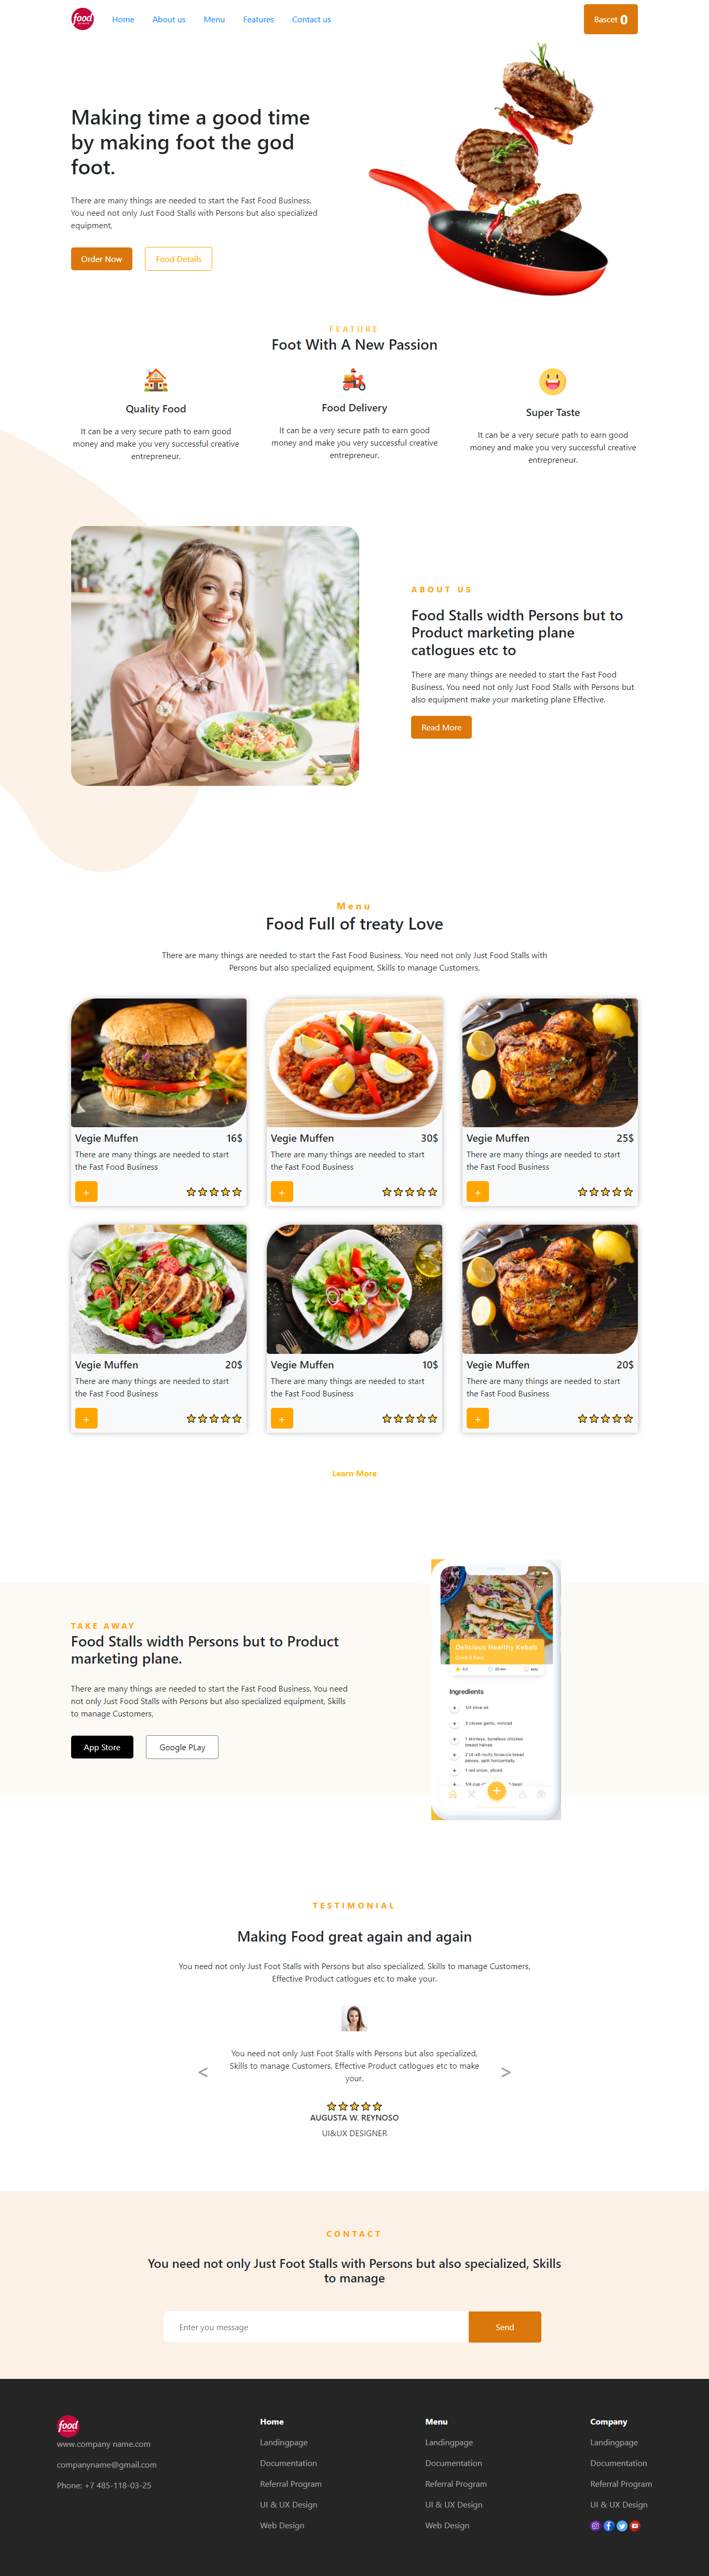 food
Home
About us
Menu
Features
Contact us
Bascet 0
Making time a good time
by making foot the god
foot.
There are many things are needed to start the Fast Food Business.
You need not only Just Food Stalls with Persons but also specialized
equipment,
Order Now
Food Details
FEATURE
Foot With A New Passion
Quality Food
It can be a very secure path to earn good
money and make you very successful creative
entrepreneur.
Food Delivery
It can be a very secure path to earn good
money and make you very successful creative
entrepreneur.
Super Taste
It can be a very secure path to earn good
money and make you very successful creative
entrepreneur.
ABOUT US
Food Stalls width Persons but to
Product marketing plane
catlogues etc to
There are many things are needed to start the Fast Food
Business. You need not only Just Food Stalls with Persons but
also equipment make your marketing plane Effective.
Read More
Menu
Food Full of treaty Love
There are many things are needed to start the Fast Food Business. You need not only Just Food Stalls with
Persons but also specialized equipment, Skills to manage Customers,
Vegie Muffen 16$
There are many things are needed to start
the Fast Food Business
+
Vegie Muffen 30$
There are many things are needed to start
the Fast Food Business
+
Vegie Muffen 25$
There are many things are needed to start
the Fast Food Business
+
Vegie Muffen 20$
There are many things are needed to start
the Fast Food Business
+
Vegie Muffen 10$
There are many things are needed to start
the Fast Food Business
+
Vegie Muffen 20$
There are many things are needed to start
the Fast Food Business
+
Learn More
TAKE AWAY
Food Stalls width Persons but to Product
marketing plane.
There are many things are needed to start the Fast Food Business. You need
not only Just Food Stalls with Persons but also specialized equipment, Skills
to manage Customers,
App Store
Google PLay
Delicious Healthy Kebab
Quick & Easy
4.5
25 min
easy
Ingredients
+ 1/4 olive oil
+ 3 cloves garlic, minced
+ 1 skinless, boneless chicken
breast halves
+ 2 (4-x6-inch) focaccia bread
pieces, split horizontally
+ 1 red onion, sliced
+ 1/4 cup
basil
+
TESTIMONIAL
Making Food great again and again
You need not only Just Foot Stalls with Persons but also specialized, Skills to manage Customers,
Effective Product catlogues etc to make your.
<
You need not only Just Foot Stalls with Persons but also specialized,
Skills to manage Customers, Effective Product catlogues etc to make
your.
>
AUGUSTA W. REYNOSO
UI&UX DESIGNER
CONTACT
You need not only Just Foot Stalls with Persons but also specialized, Skills
to manage
Enter you message
Send
food
www.company name.com
companyname@gmail.com
Phone: +7 485-118-03-25
Home
Landingpage
Documentation
Referral Program
UI & UX Design
Web Design
Menu
Landingpage
Documentation
Referral Program
UI & UX Design
Web Design
Company
Landingpage
Documentation
Referral Program
UI & UX Design